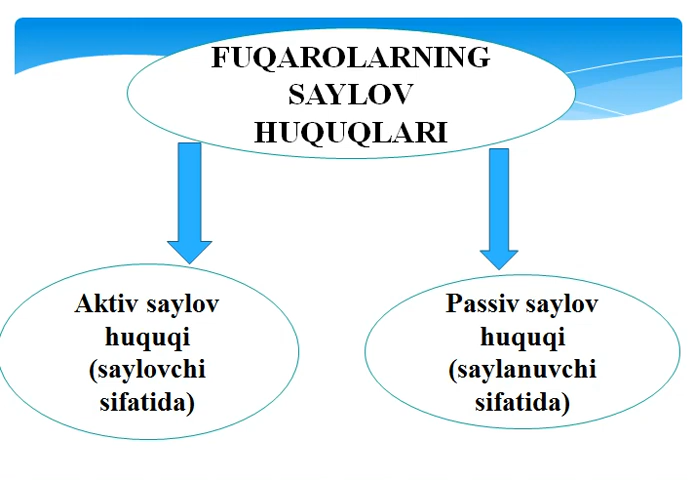 FUQAROLARNING
SAYLOV
HUQUQLARI
Aktiv saylov
huquqi
(saylovchi
sifatida)
Passiv saylov
huquqi
(saylanuvchi
sifatida)